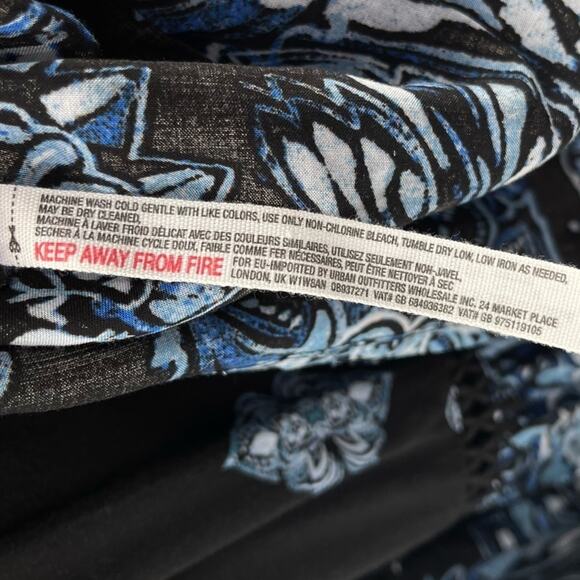 MACHINE WASH COLD GENTLE WITH LIKE COLORS, USE ONLY NON-CHLORINE BLEACH, TUMBLE DRY LOW, LOW IRON AS NEEDED,
MAY BE DRY CLEANED.
MACHINE À LAVER FROID DÉLICAT AVEC DES COULEURS SIMILAIRES, UTILISEZ SEULEMENT NON-JAVEL.
SÉCHER À LA MACHINE CYCLE DOUX, FAIBLE COMME FER NÉCESSAIRES, PEUT ÊTRE NETTOYER A SEC
KEEP AWAY FROM FIRE
FOR EU-IMPORTED BY URBAN OUTFITTERS WHOLESALE INC. 24 MARKET PLACE
LONDON, UK W1W8AN OB937271 VAT# GB 684936382 VAT# GB 975119105